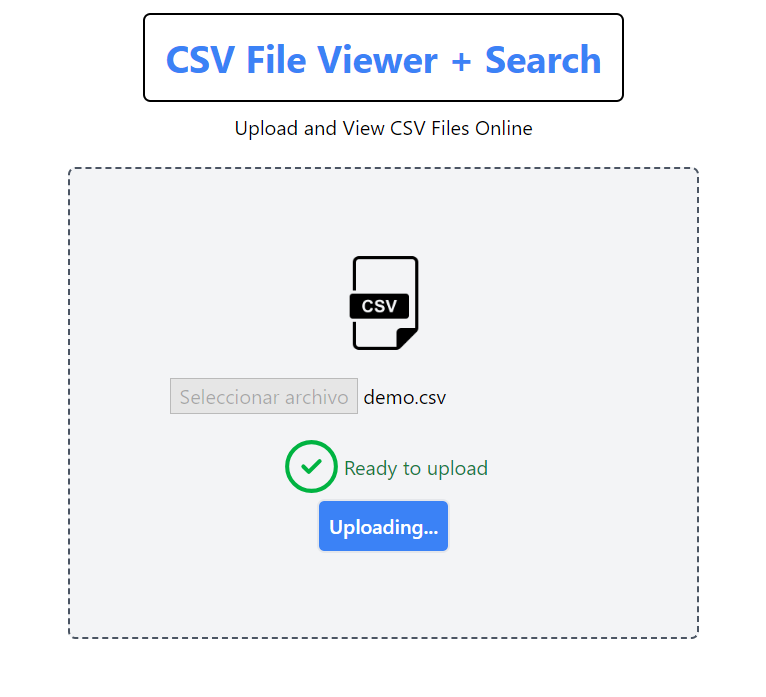 CSV File Viewer + Search
Upload and View CSV Files Online
CSV
Seleccionar archivo demo.csv
Ready to upload
Uploading...